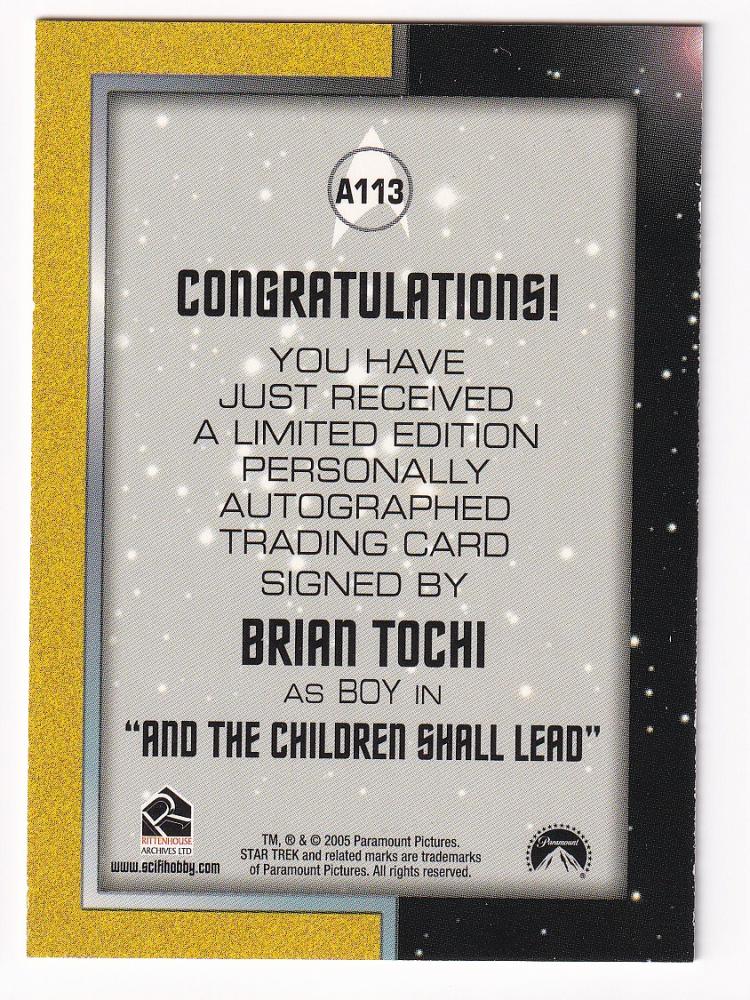 A113
CONGRATULATIONS!
YOU HAVE
JUST RECEIVED
A LIMITED EDITION
PERSONALLY
AUTOGRAPHED
TRADING CARD
SIGNED BY
BRIAN TOCHI
AS BOY IN
“AND THE CHILDREN SHALL LEAD”
RITTENHOUSE
ARCHIVES LTD
www.scifihobby.com
TM, ® & © 2005 Paramount Pictures.
STAR TREK and related marks are trademarks
of Paramount Pictures. All rights reserved.
Paramount
®